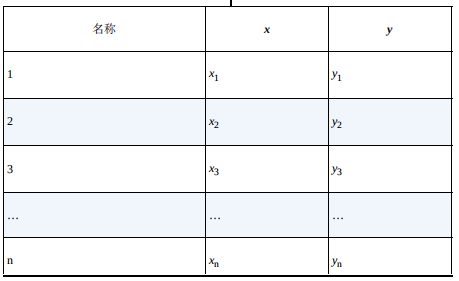 名称 x y
1 x₁ y₁
2 x₂ y₂
3 x₃ y₃
... ... ...
n xₙ yₙ